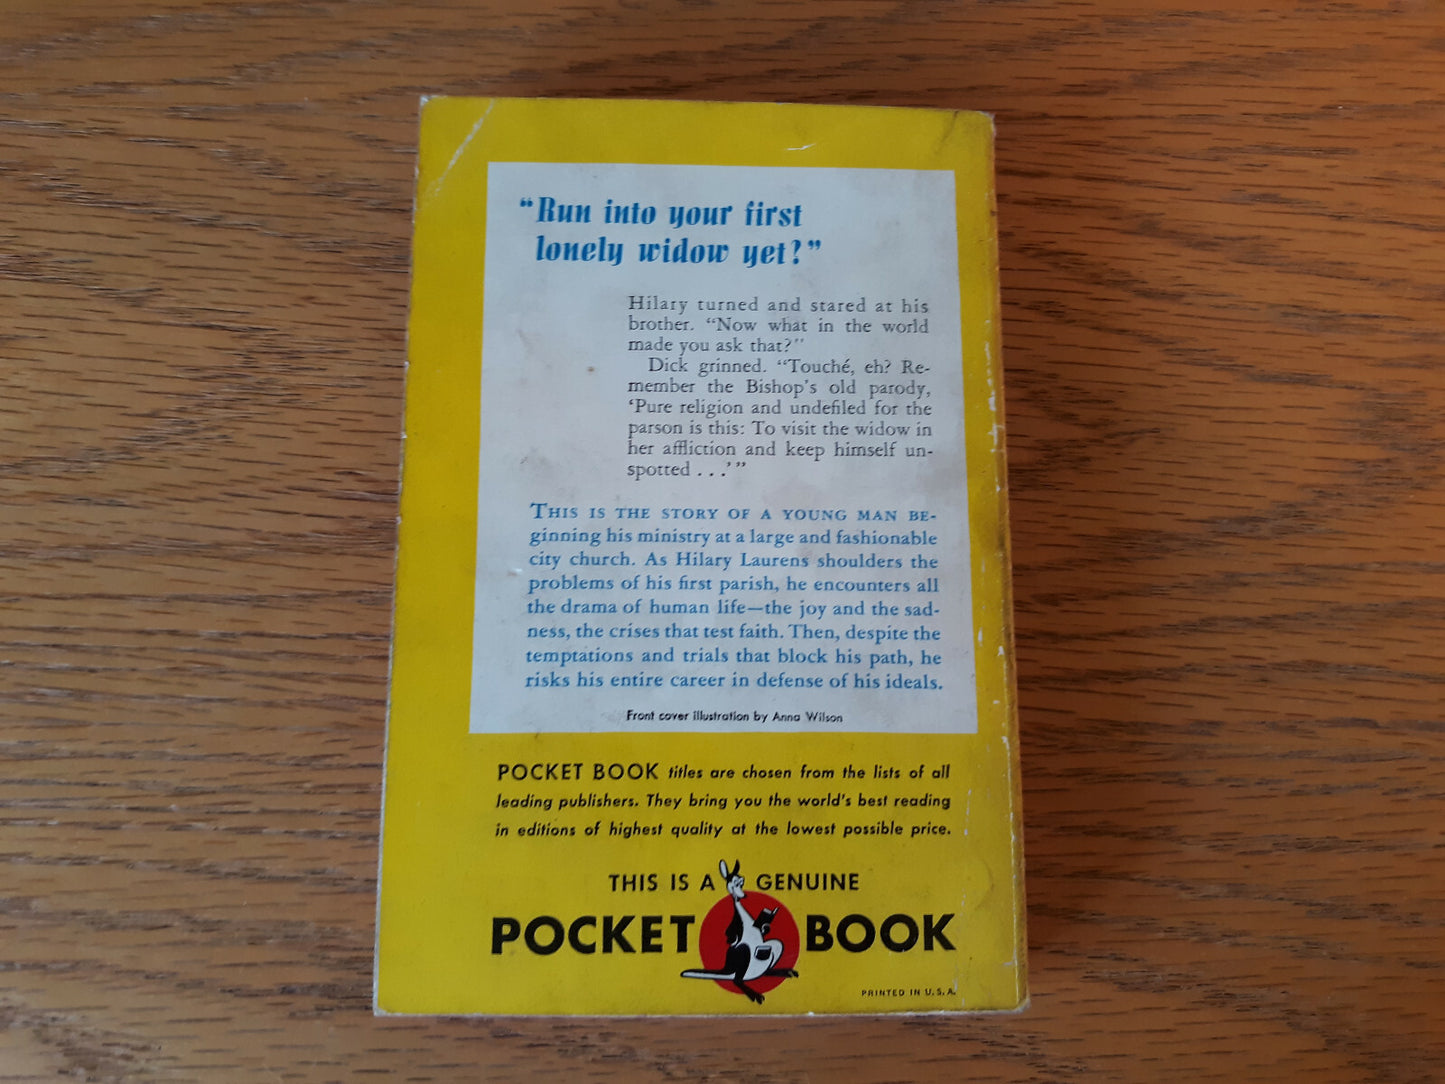 “Run into your first
lonely widow yet?”
Hilary turned and stared at his
brother. “Now what in the world
made you ask that?”
Dick grinned. “Touché, eh? Re-
member the Bishop’s old parody,
‘Pure religion and undefiled for the
parson is this: To visit the widow in
her affliction and keep himself un-
spotted . . .’ ”
THIS IS THE STORY OF A YOUNG MAN BE-
ginning his ministry at a large and fashionable
city church. As Hilary Laurens shoulders the
problems of his first parish, he encounters all
the drama of human life—the joy and the sad-
ness, the crises that test faith. Then, despite the
temptations and trials that block his path, he
risks his entire career in defense of his ideals.
Front cover illustration by Anna Wilson
POCKET BOOK titles are chosen from the lists of all
leading publishers. They bring you the world’s best reading
in editions of highest quality at the lowest possible price.
THIS IS A GENUINE
POCKET BOOK
PRINTED IN U.S.A.